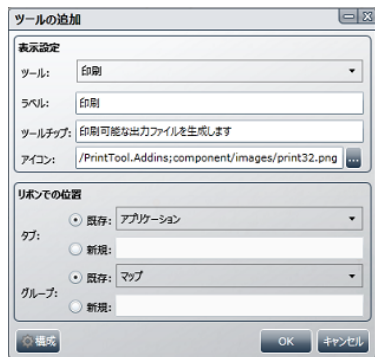 ツールの追加
表示設定
ツール: 印刷
ラベル: 印刷
ツールチップ: 印刷可能な出力ファイルを生成します
アイコン: /PrintTool.Addins;component/images/print32.png ...
リボンでの位置
タブ:
既存: アプリケーション
新規:
グループ:
既存: マップ
新規:
構成 OK キャンセル